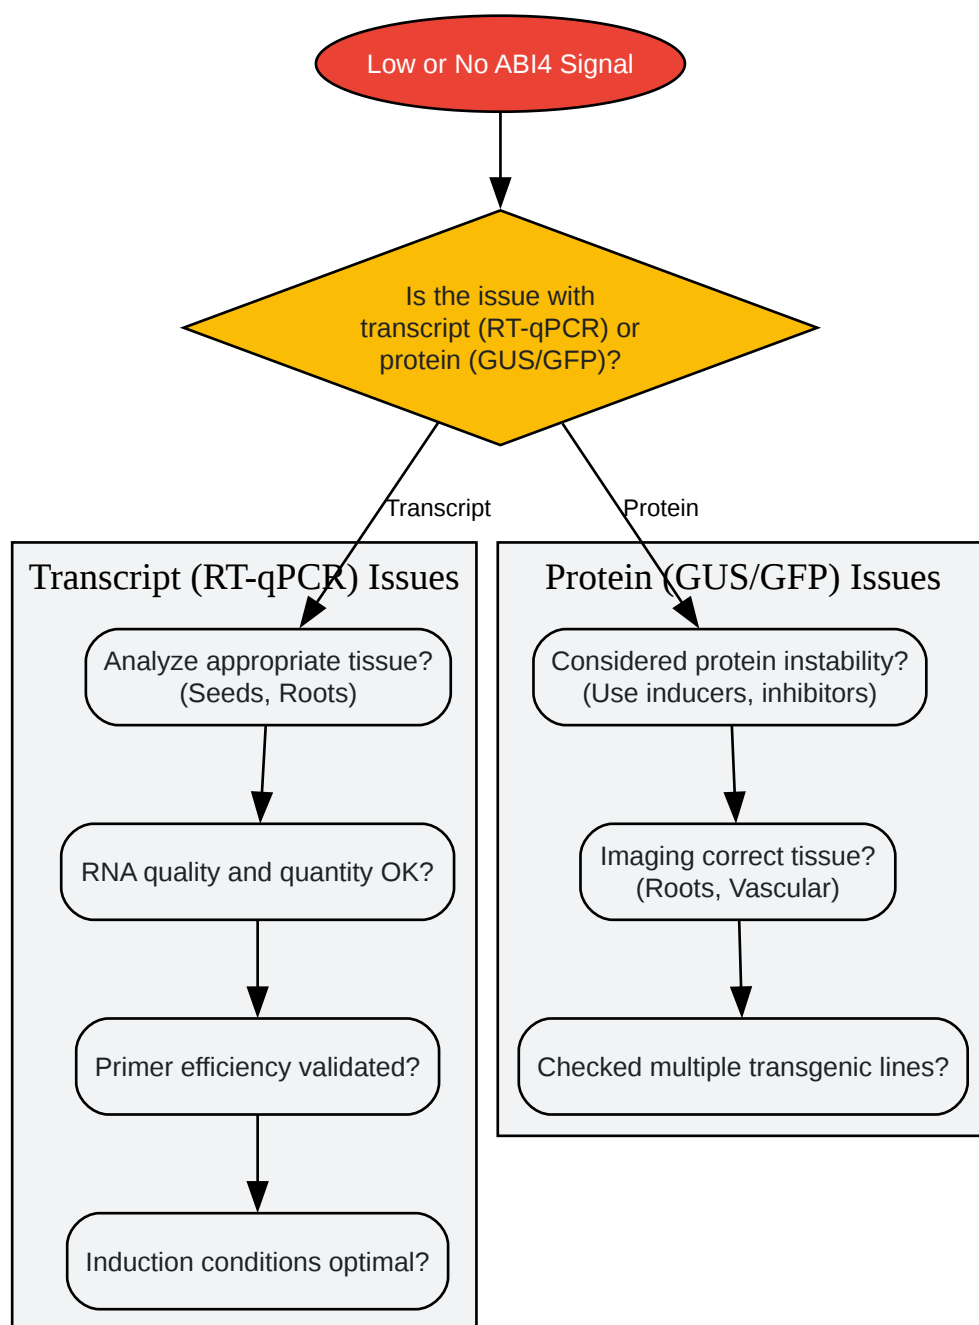 Low or No ABI4 Signal
Is the issue with
transcript (RT-qPCR) or
protein (GUS/GFP)?
Transcript
Protein
Transcript (RT-qPCR) Issues
Analyze appropriate tissue?
(Seeds, Roots)
RNA quality and quantity OK?
Primer efficiency validated?
Induction conditions optimal?
Protein (GUS/GFP) Issues
Considered protein instability?
(Use inducers, inhibitors)
Imaging correct tissue?
(Roots, Vascular)
Checked multiple transgenic lines?